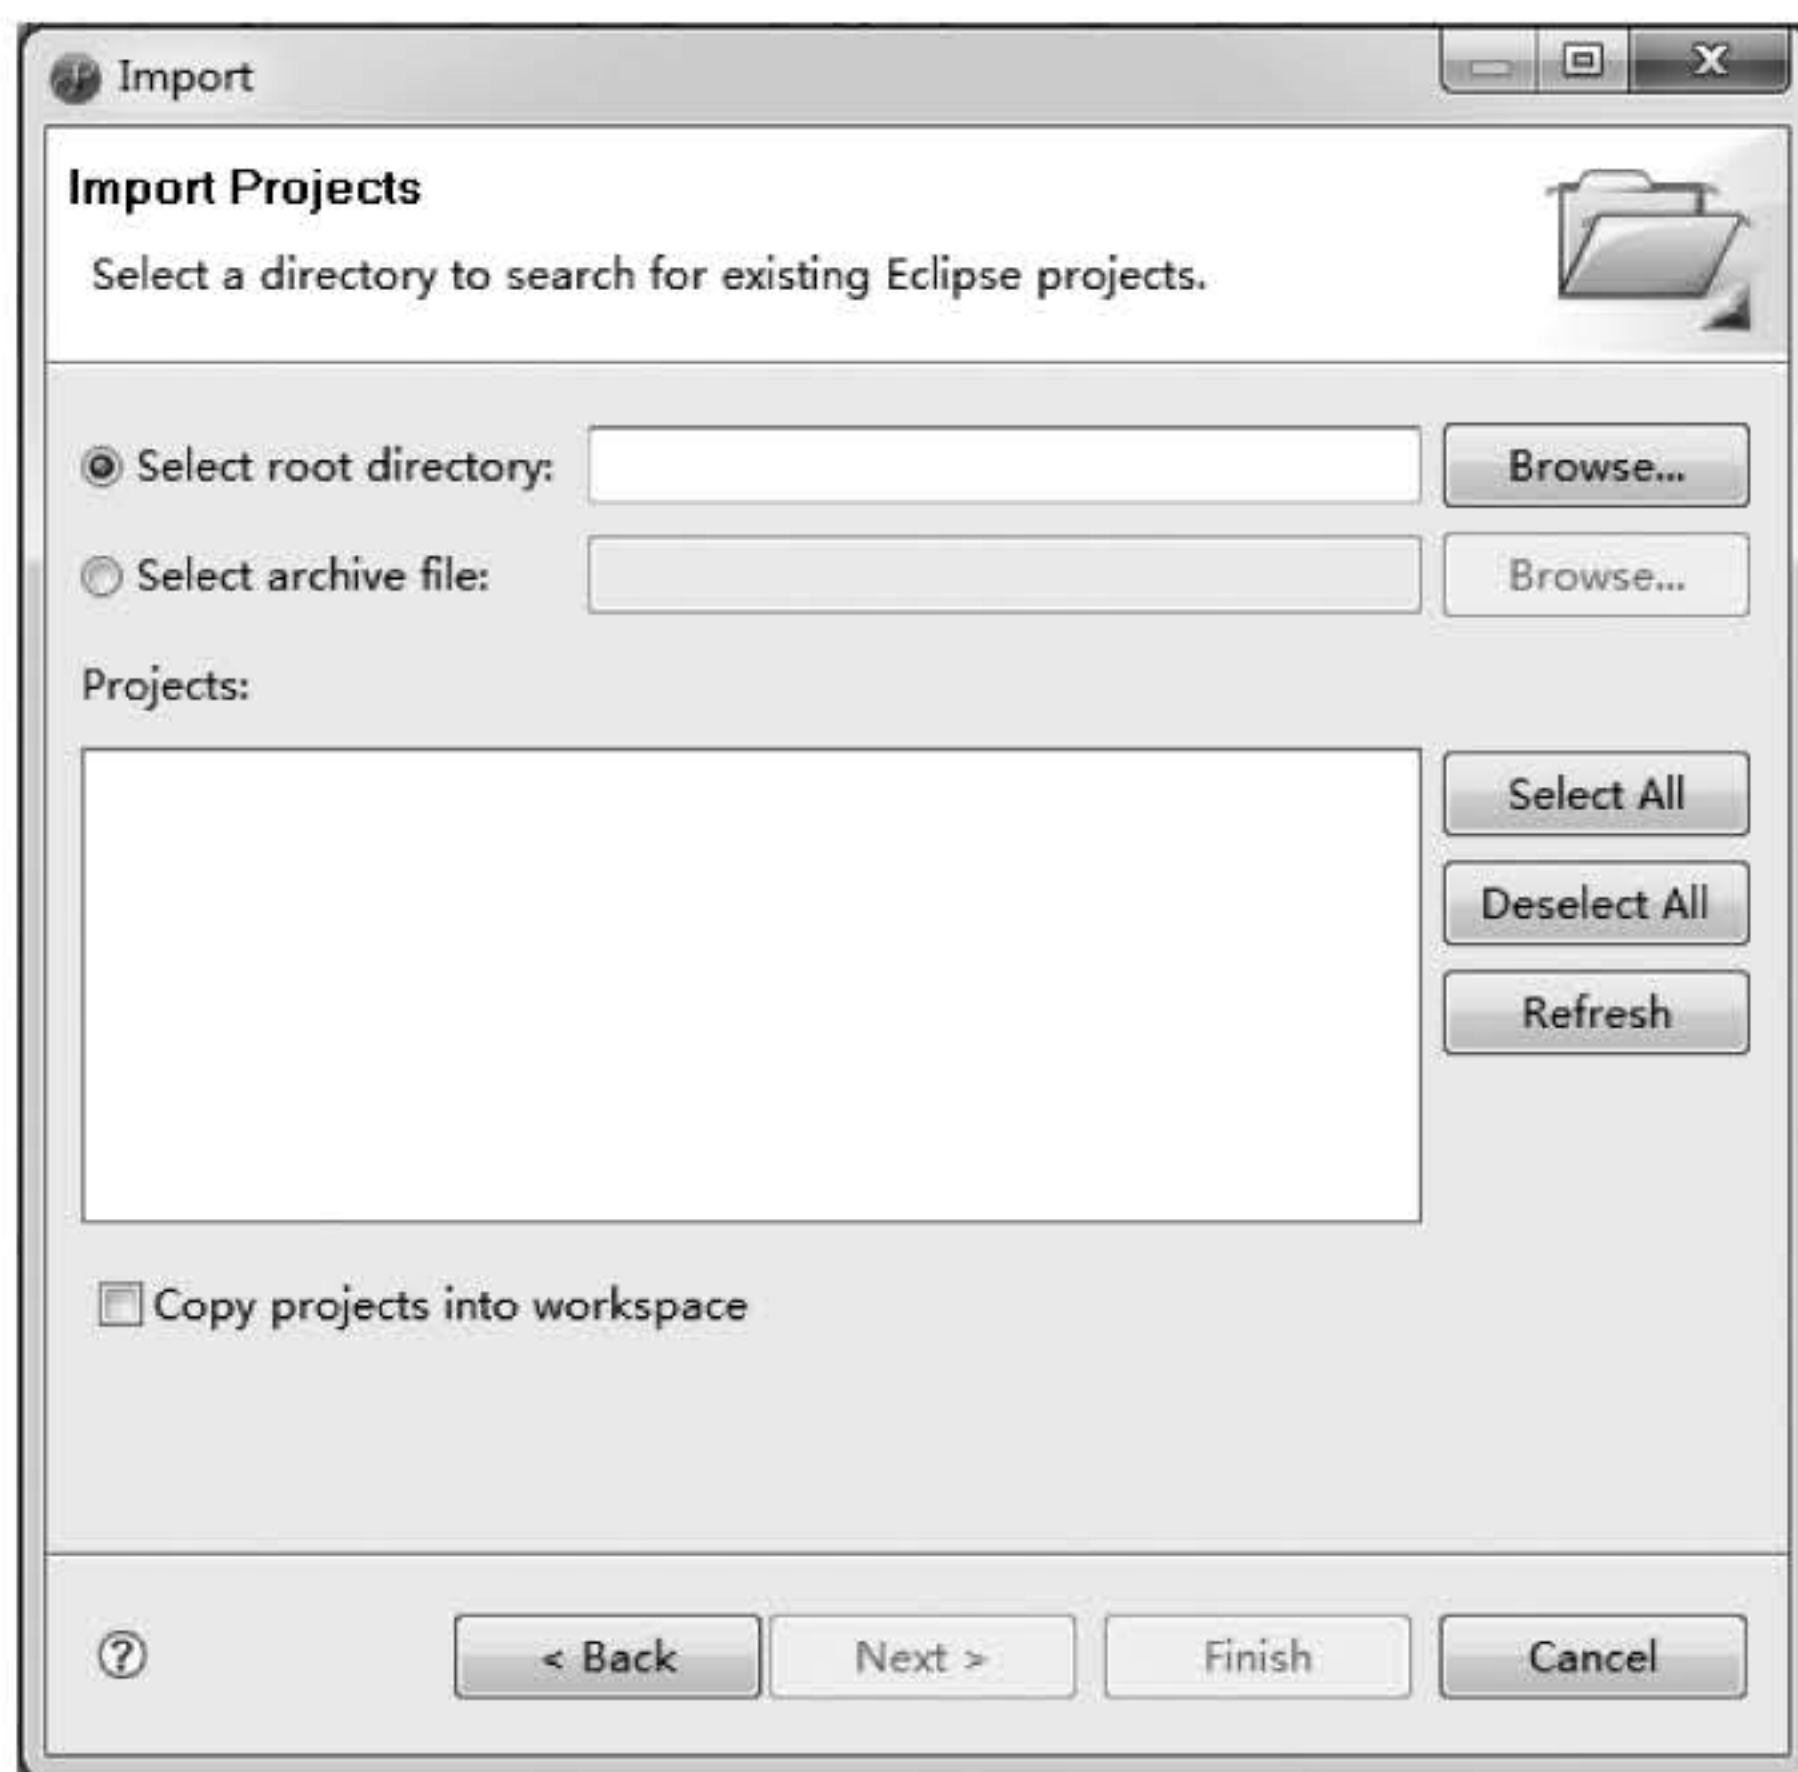 Import
Import Projects
Select a directory to search for existing Eclipse projects.
Select root directory: Browse...
Select archive file: Browse...
Projects:
Select All
Deselect All
Refresh
Copy projects into workspace
? < Back Next > Finish Cancel